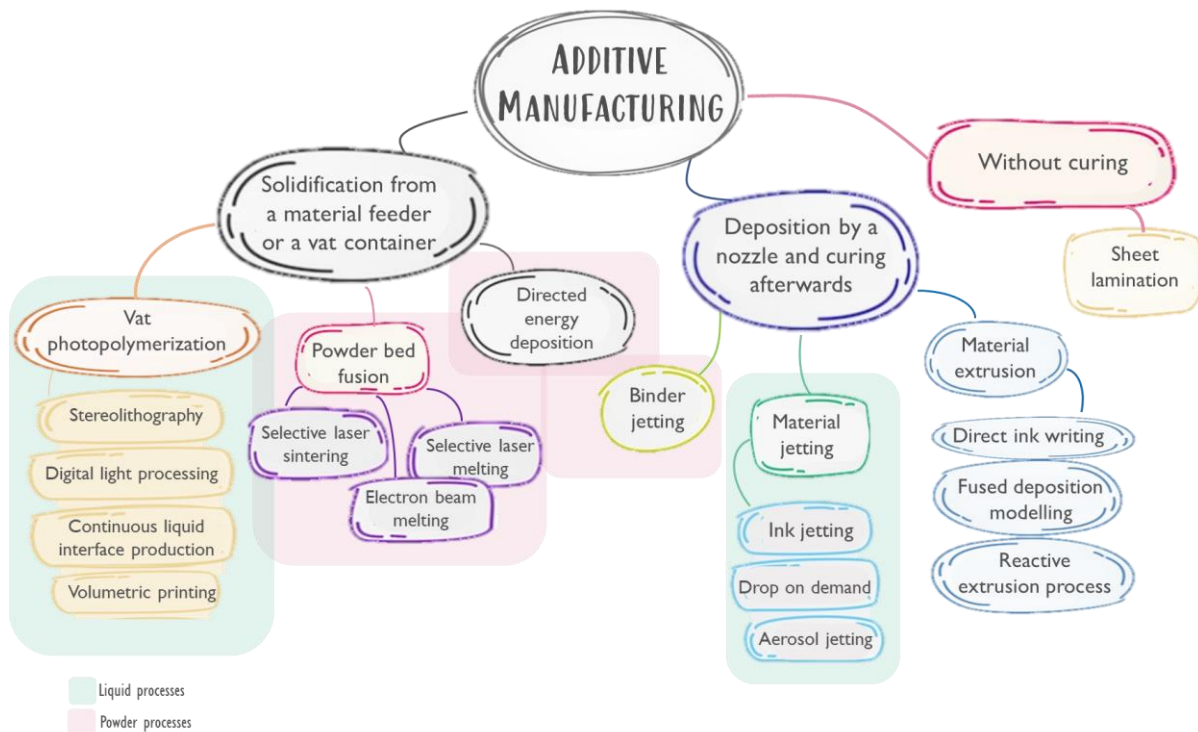 ADDITIVE
MANUFACTURING
Without curing
Sheet
lamination
Solidification from
a material feeder
or a vat container
Deposition by a
nozzle and curing
afterwards
Vat
photopolymerization
Stereolithography
Digital light processing
Continuous liquid
interface production
Volumetric printing
Powder bed
fusion
Selective laser
sintering
Selective laser
melting
Electron beam
melting
Directed
energy
deposition
Binder
jetting
Material
jetting
Ink jetting
Drop on demand
Aerosol jetting
Material
extrusion
Direct ink writing
Fused deposition
modelling
Reactive
extrusion process
Liquid processes
Powder processes